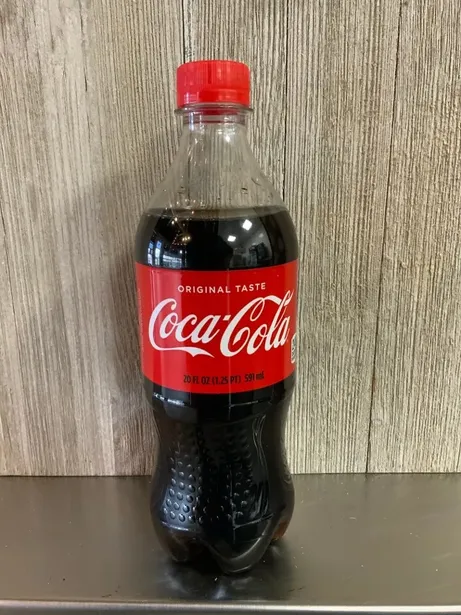 ORIGINAL TASTE
Coca-Cola
20 FL OZ (1.25 PT) 591 mL